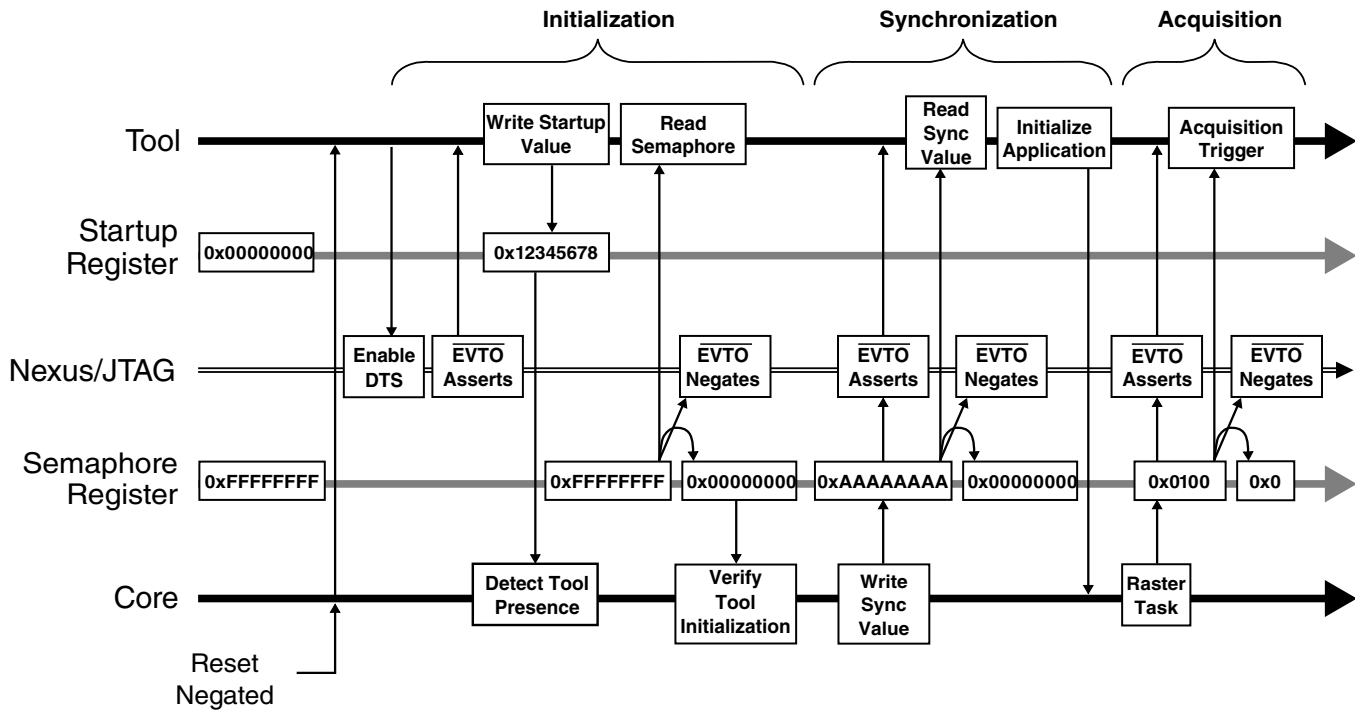 Initialization
Synchronization
Acquisition
Tool
Write Startup
Value
Read
Semaphore
Read
Sync
Value
Initialize
Application
Acquisition
Trigger
Startup
Register
0x00000000
0x12345678
Nexus/JTAG
Enable
DTS
EVTO
Asserts
EVTO
Negates
EVTO
Asserts
EVTO
Negates
EVTO
Asserts
EVTO
Negates
Semaphore
Register
0xFFFFFFFF
0xFFFFFFFF
0x00000000
0xAAAAAAAA
0x00000000
0x0100
0x0
Core
Detect Tool
Presence
Verify
Tool
Initialization
Write
Sync
Value
Raster
Task
Reset
Negated